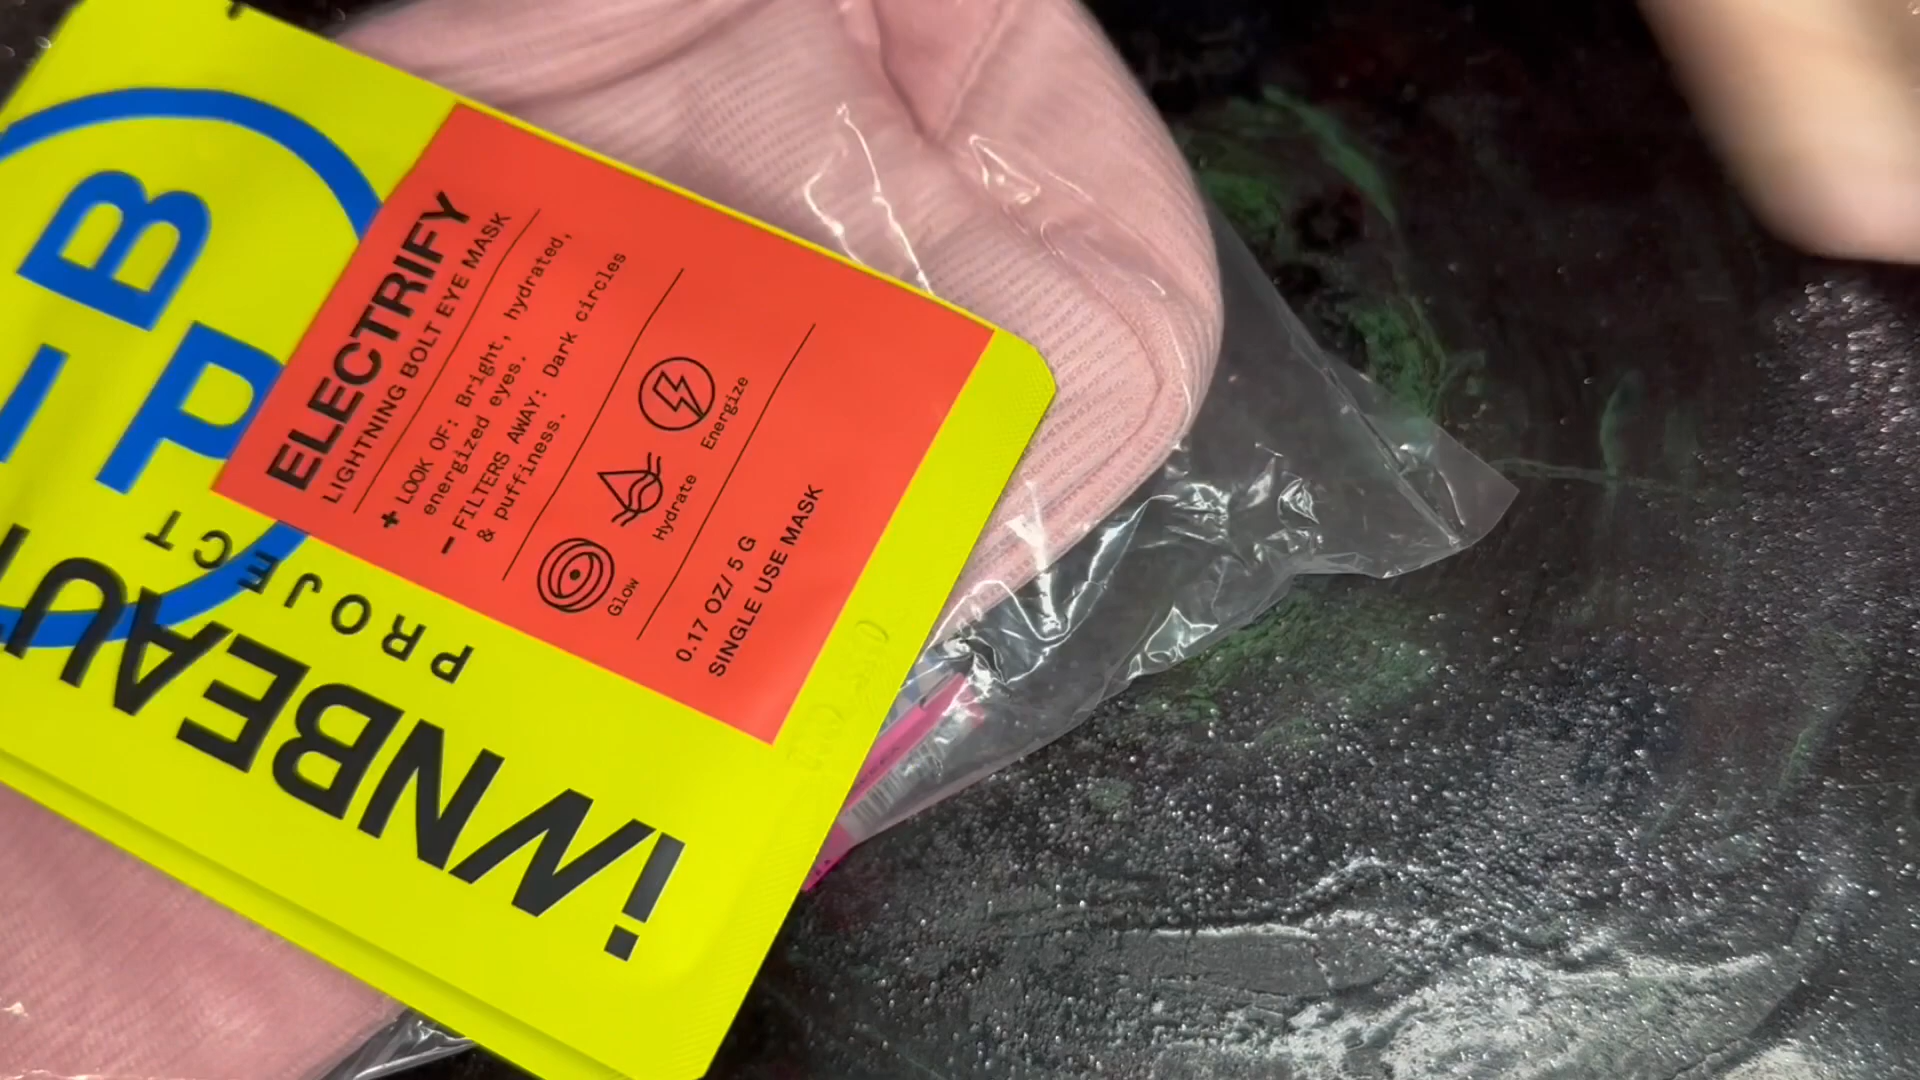 B
I P
iNBEAU
PROJECT
ELECTRIFY
LIGHTNING BOLT EYE MASK
+ LOOK OF: Bright, hydrated,
energized eyes.
- FILTERS AWAY: Dark circles
& puffiness.
Glow
Hydrate
Energize
0.17 OZ/ 5 G
SINGLE USE MASK